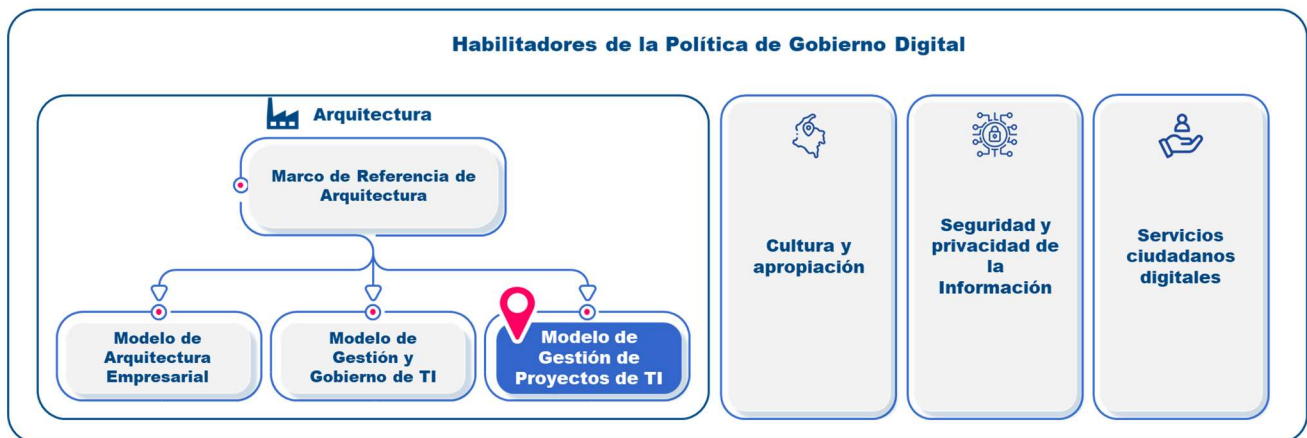 Habilitadores de la Política de Gobierno Digital
Arquitectura
Marco de Referencia de
Arquitectura
Modelo de
Arquitectura
Empresarial
Modelo de
Gestión y
Gobierno de TI
Modelo de
Gestión de
Proyectos de TI
Cultura y
apropiación
Seguridad y
privacidad de
la
Información
Servicios
ciudadanos
digitales